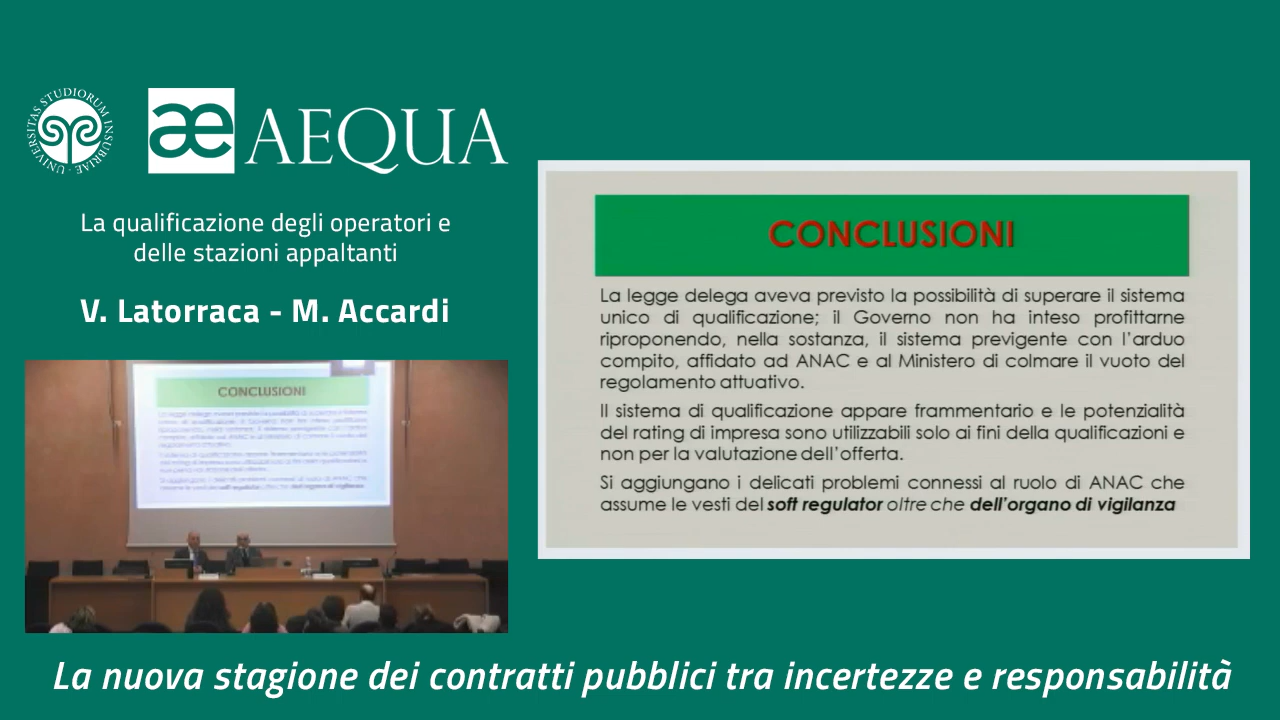 UNIVERSITAS STUDIORUM INSUBRIAE
æ AEQUA
La qualificazione degli operatori e
delle stazioni appaltanti
V. Latorraca - M. Accardi
CONCLUSIONI
CONCLUSIONI
La legge delega aveva previsto la possibilità di superare il sistema
unico di qualificazione; il Governo non ha inteso profittarne
riproponendo, nella sostanza, il sistema previgente con l'arduo
compito, affidato ad ANAC e al Ministero di colmare il vuoto del
regolamento attuativo.
Il sistema di qualificazione appare frammentario e le potenzialità
del rating di impresa sono utilizzabili solo ai fini della qualificazioni e
non per la valutazione dell'offerta.
Si aggiungano i delicati problemi connessi al ruolo di ANAC che
assume le vesti del soft regulator oltre che dell'organo di vigilanza
La nuova stagione dei contratti pubblici tra incertezze e responsabilità